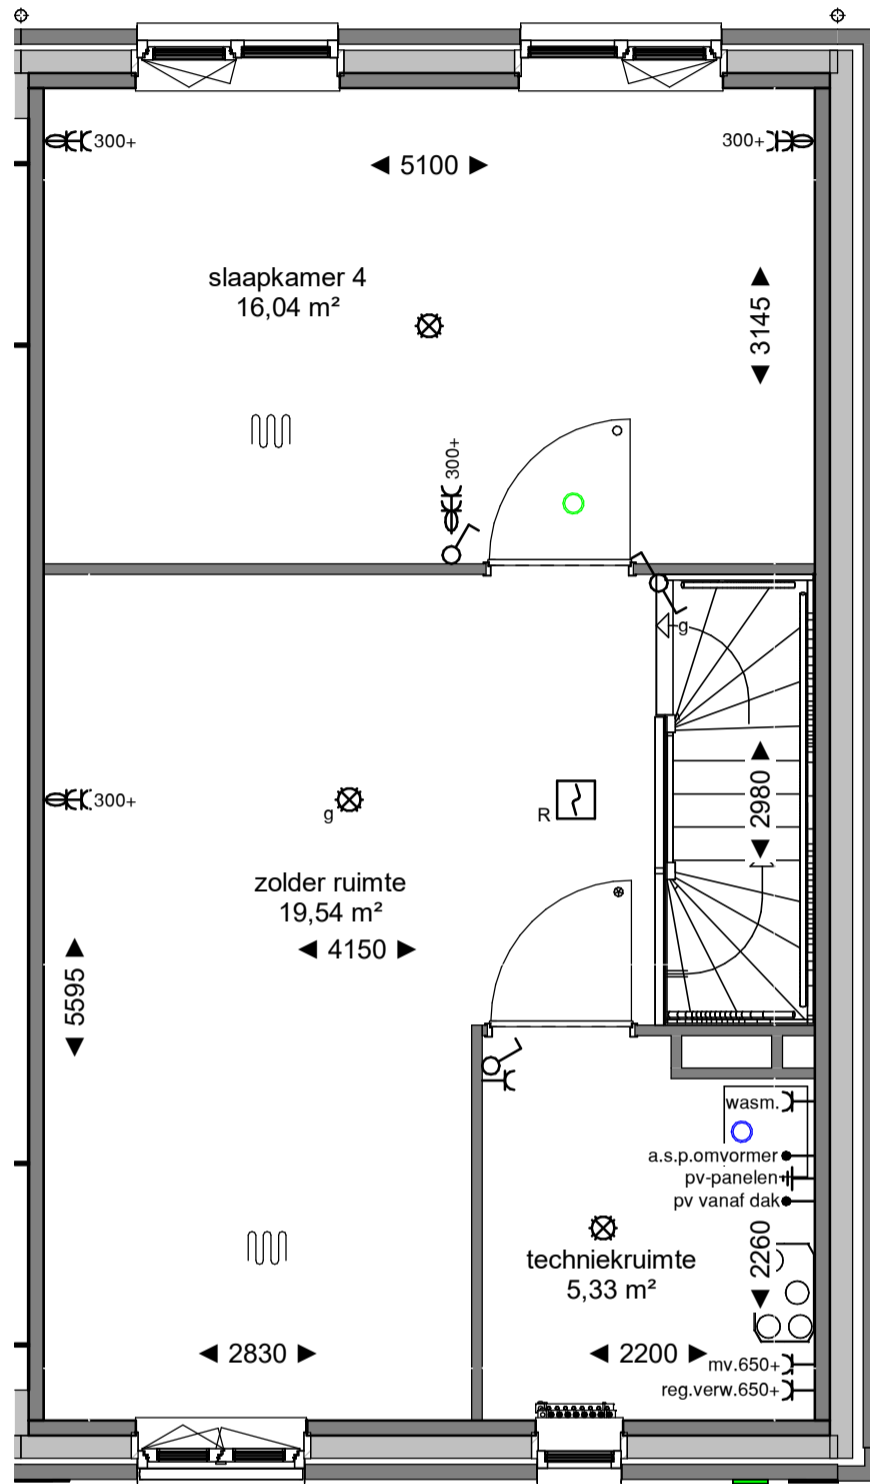 300+
300+
5100
slaapkamer 4
16,04 m²
3145
300+
g
2980
300+
g
R
zolder ruimte
19,54 m²
4150
5595
wasm.
a.s.p.omvormer
pv-panelen
pv vanaf dak
techniekruimte
5,33 m²
2260
2830
2200
mv.650+
reg.verw.650+